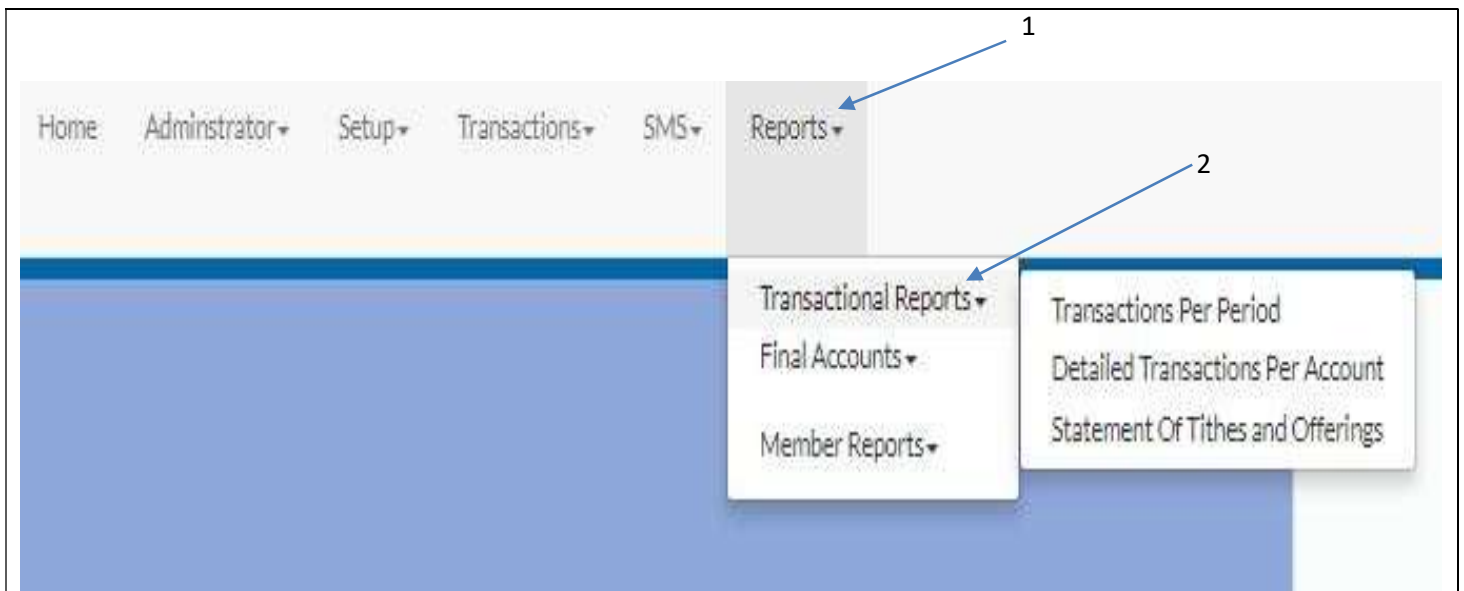 1
Home Adminstrator Setup Transactions SMS Reports
2
Transactional Reports
Final Accounts
Member Reports
Transactions Per Period
Detailed Transactions Per Account
Statement Of Tithes and Offerings